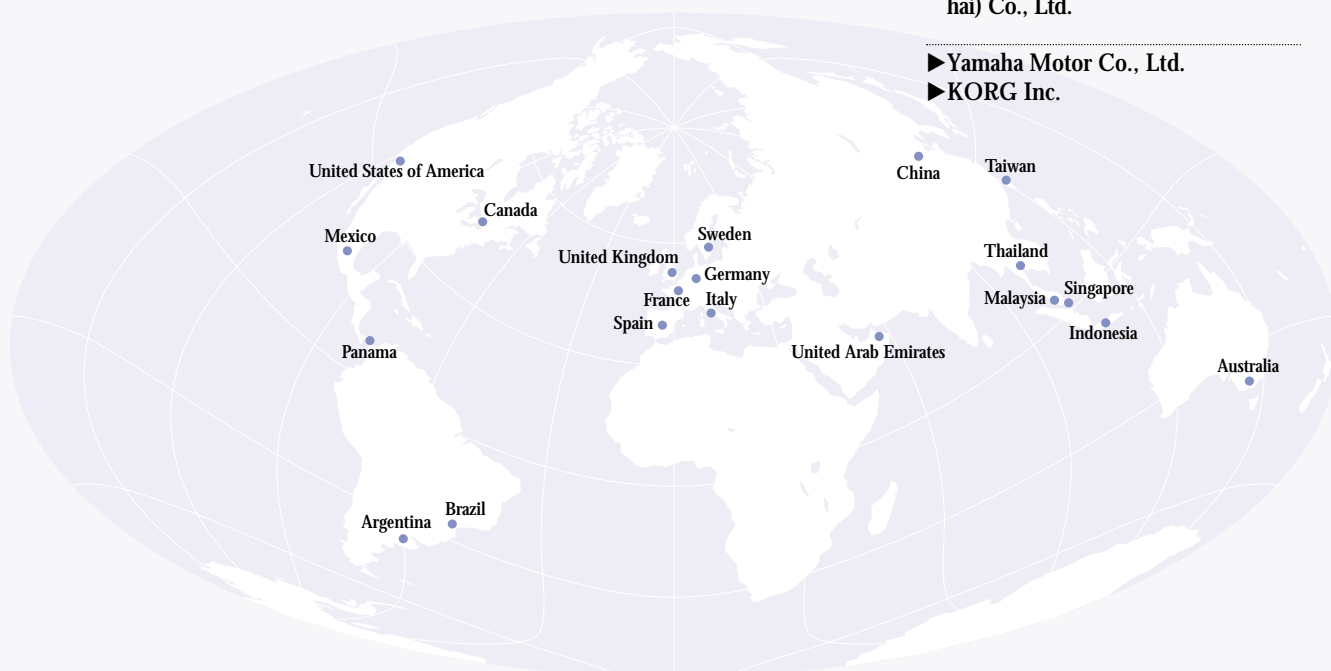 hai) Co., Ltd.
▶Yamaha Motor Co., Ltd.
▶KORG Inc.
United States of America
China
Taiwan
Canada
Mexico
Sweden
United Kingdom
Thailand
Germany
Singapore
Malaysia
France
Italy
Spain
Indonesia
Panama
United Arab Emirates
Australia
Brazil
Argentina